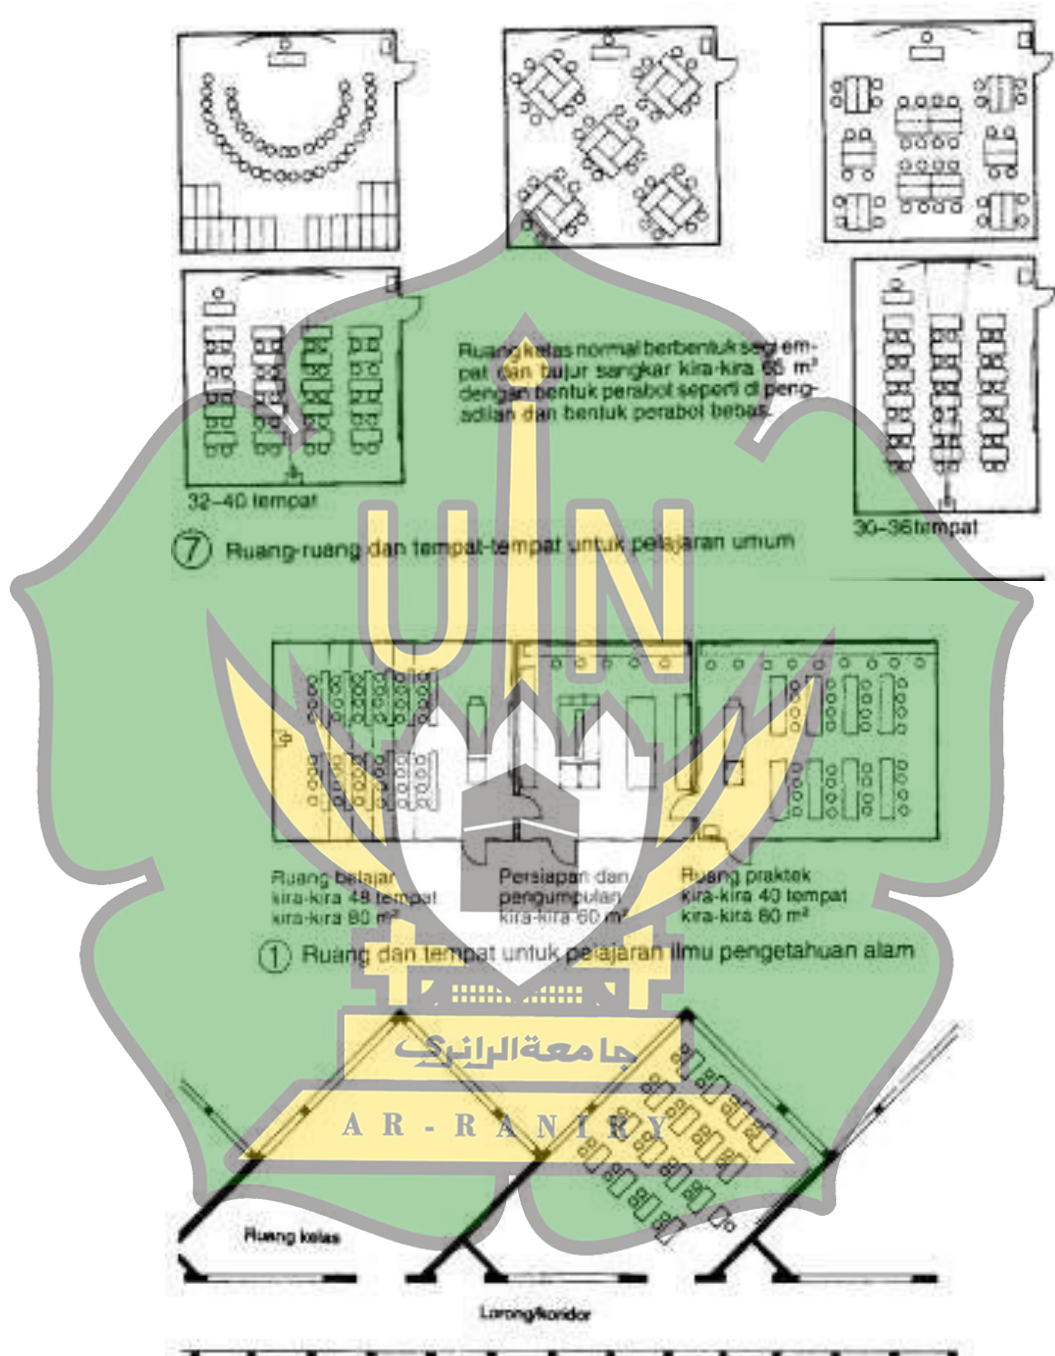 Ruang kelas normal berbentuk segi em-
pat dan bujur sangkar kira-kira 65 m²
dengan bentuk perabot seperti di peng-
adilan dan bentuk perabot bebas.
32–40 tempat
30–36 tempat
7 Ruang-ruang dan tempat-tempat untuk pelajaran umum
UIN
Ruang belajar
kira-kira 48 tempat
kira-kira 80 m²
Persiapan dan
pengumpulan
kira-kira 60 m²
Ruang praktek
kira-kira 40 tempat
kira-kira 80 m²
1 Ruang dan tempat untuk pelajaran ilmu pengetahuan alam
جامعة الرانري
AR-RANIRY
Ruang kelas
Lorong/koridor